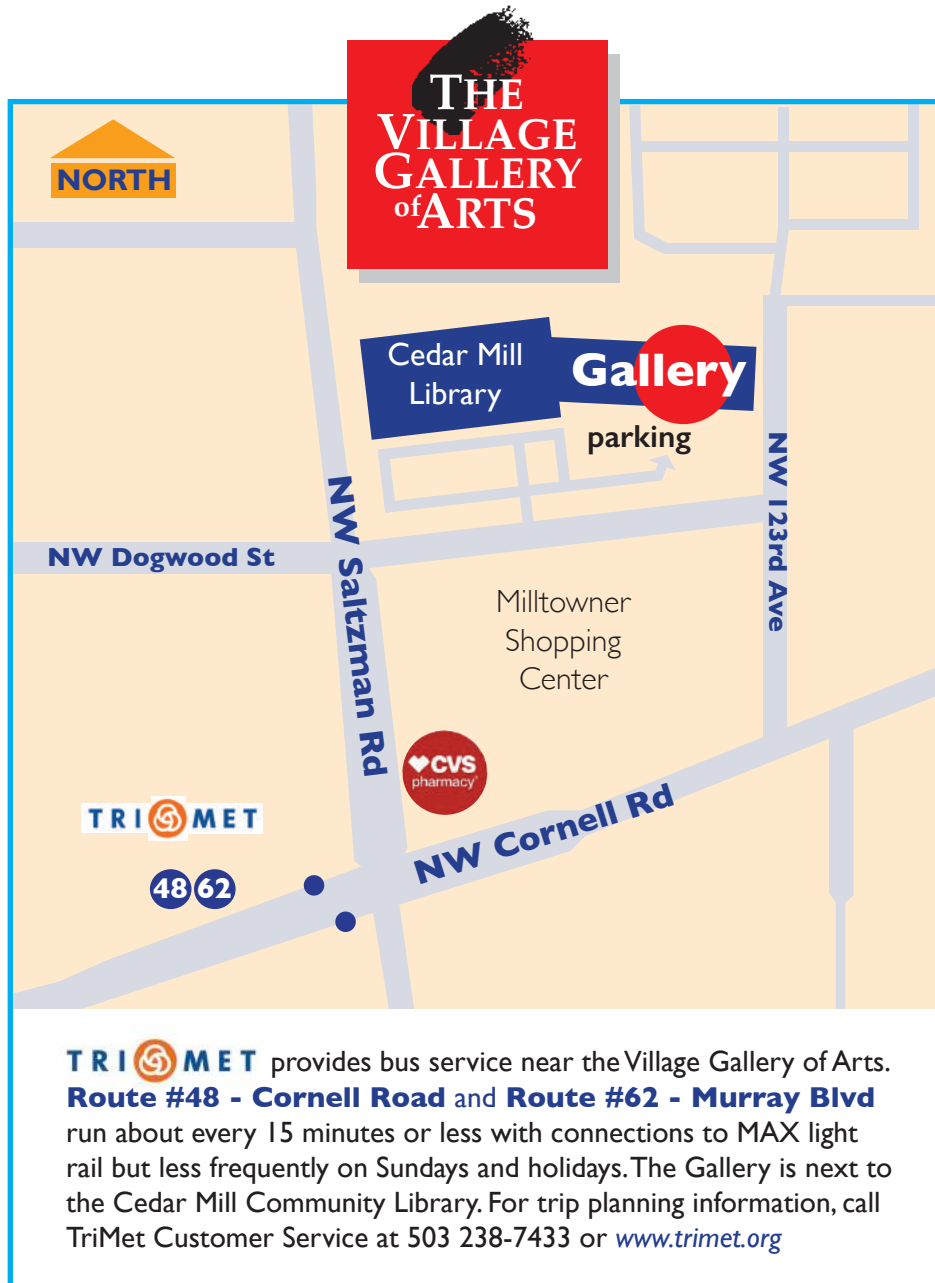 THE
VILLAGE
GALLERY
of ARTS
NORTH
Cedar Mill
Library
Gallery
parking
NW 123rd Ave
NW Saltzman Rd
NW Dogwood St
Milltowner
Shopping
Center
CVS
pharmacy
NW Cornell Rd
TRI MET
48 62
TRI MET provides bus service near the Village Gallery of Arts.
Route #48 - Cornell Road and Route #62 - Murray Blvd
run about every 15 minutes or less with connections to MAX light
rail but less frequently on Sundays and holidays. The Gallery is next to
the Cedar Mill Community Library. For trip planning information, call
TriMet Customer Service at 503 238-7433 or www.trimet.org